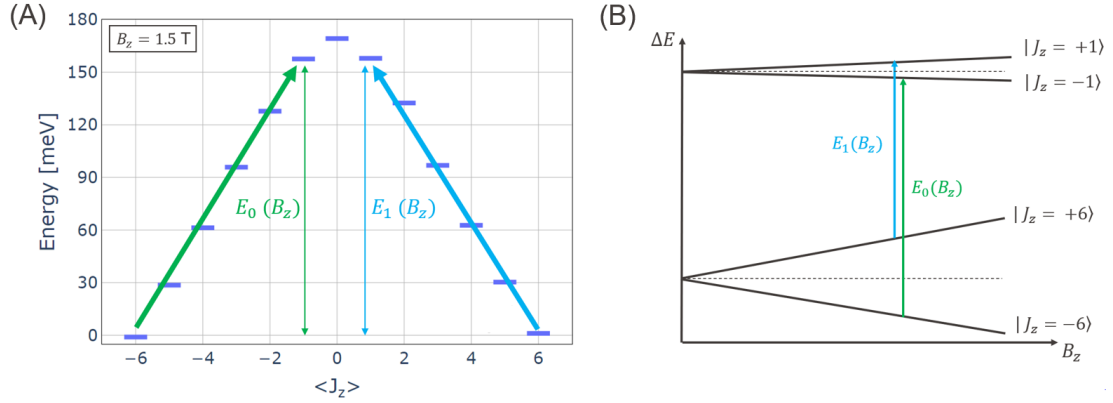 (A)
B_z = 1.5 T
Energy [meV]
180
150
120
90
60
30
0
E_0 (B_z)
E_1 (B_z)
−6
−4
−2
0
2
4
6
<J_z>
(B)
ΔE
|J_z = +1⟩
|J_z = −1⟩
E_1(B_z)
E_0(B_z)
|J_z = +6⟩
|J_z = −6⟩
B_z